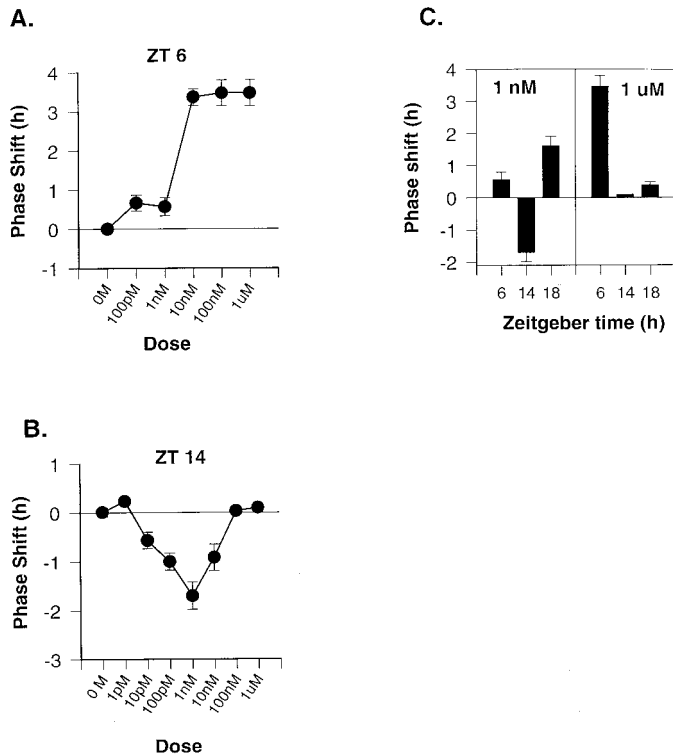 A.
ZT 6
Phase Shift (h)
4
3
2
1
0
-1
0M
100pM
1nM
10nM
100nM
1uM
Dose
C.
Phase shift (h)
4
3
2
1
0
-1
-2
1 nM
1 uM
6 14 18 6 14 18
Zeitgeber time (h)
B.
ZT 14
Phase Shift (h)
1
0
-1
-2
-3
0 M
1pM
10pM
100pM
1nM
10nM
100nM
1uM
Dose